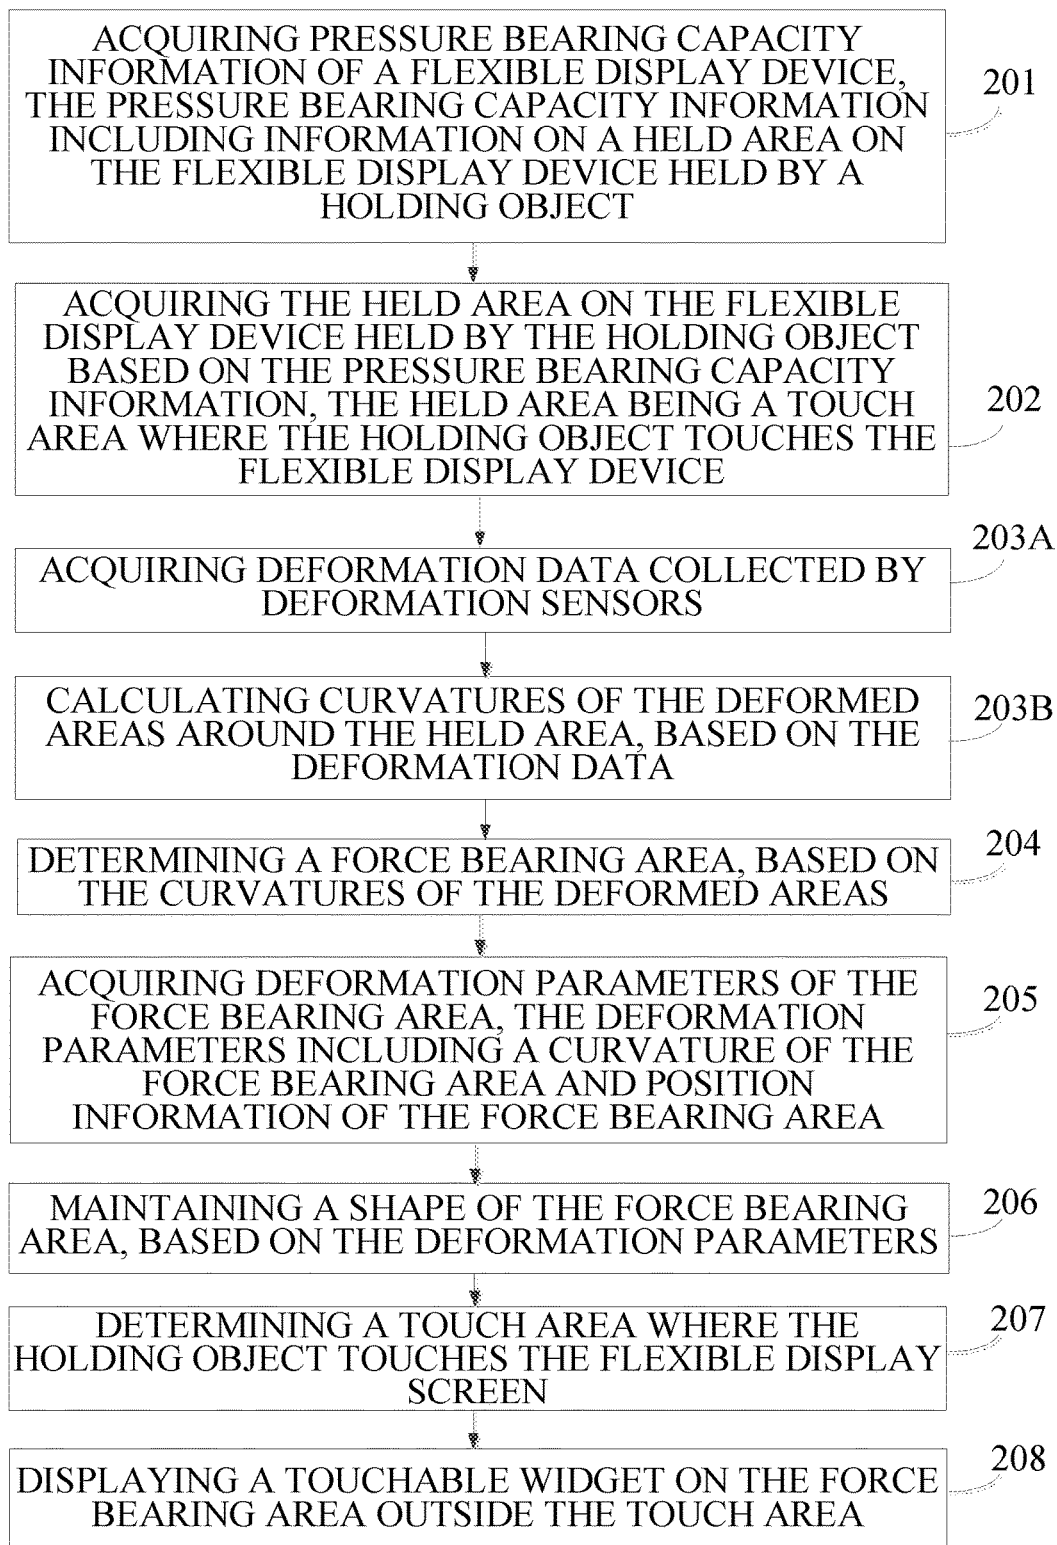 ACQUIRING PRESSURE BEARING CAPACITY
INFORMATION OF A FLEXIBLE DISPLAY DEVICE,
THE PRESSURE BEARING CAPACITY INFORMATION
INCLUDING INFORMATION ON A HELD AREA ON
THE FLEXIBLE DISPLAY DEVICE HELD BY A
HOLDING OBJECT
201
ACQUIRING THE HELD AREA ON THE FLEXIBLE
DISPLAY DEVICE HELD BY THE HOLDING OBJECT
BASED ON THE PRESSURE BEARING CAPACITY
INFORMATION, THE HELD AREA BEING A TOUCH
AREA WHERE THE HOLDING OBJECT TOUCHES THE
FLEXIBLE DISPLAY DEVICE
202
ACQUIRING DEFORMATION DATA COLLECTED BY
DEFORMATION SENSORS
203A
CALCULATING CURVATURES OF THE DEFORMED
AREAS AROUND THE HELD AREA, BASED ON THE
DEFORMATION DATA
203B
DETERMINING A FORCE BEARING AREA, BASED ON
THE CURVATURES OF THE DEFORMED AREAS
204
ACQUIRING DEFORMATION PARAMETERS OF THE
FORCE BEARING AREA, THE DEFORMATION
PARAMETERS INCLUDING A CURVATURE OF THE
FORCE BEARING AREA AND POSITION
INFORMATION OF THE FORCE BEARING AREA
205
MAINTAINING A SHAPE OF THE FORCE BEARING
AREA, BASED ON THE DEFORMATION PARAMETERS
206
DETERMINING A TOUCH AREA WHERE THE
HOLDING OBJECT TOUCHES THE FLEXIBLE DISPLAY
SCREEN
207
DISPLAYING A TOUCHABLE WIDGET ON THE FORCE
BEARING AREA OUTSIDE THE TOUCH AREA
208